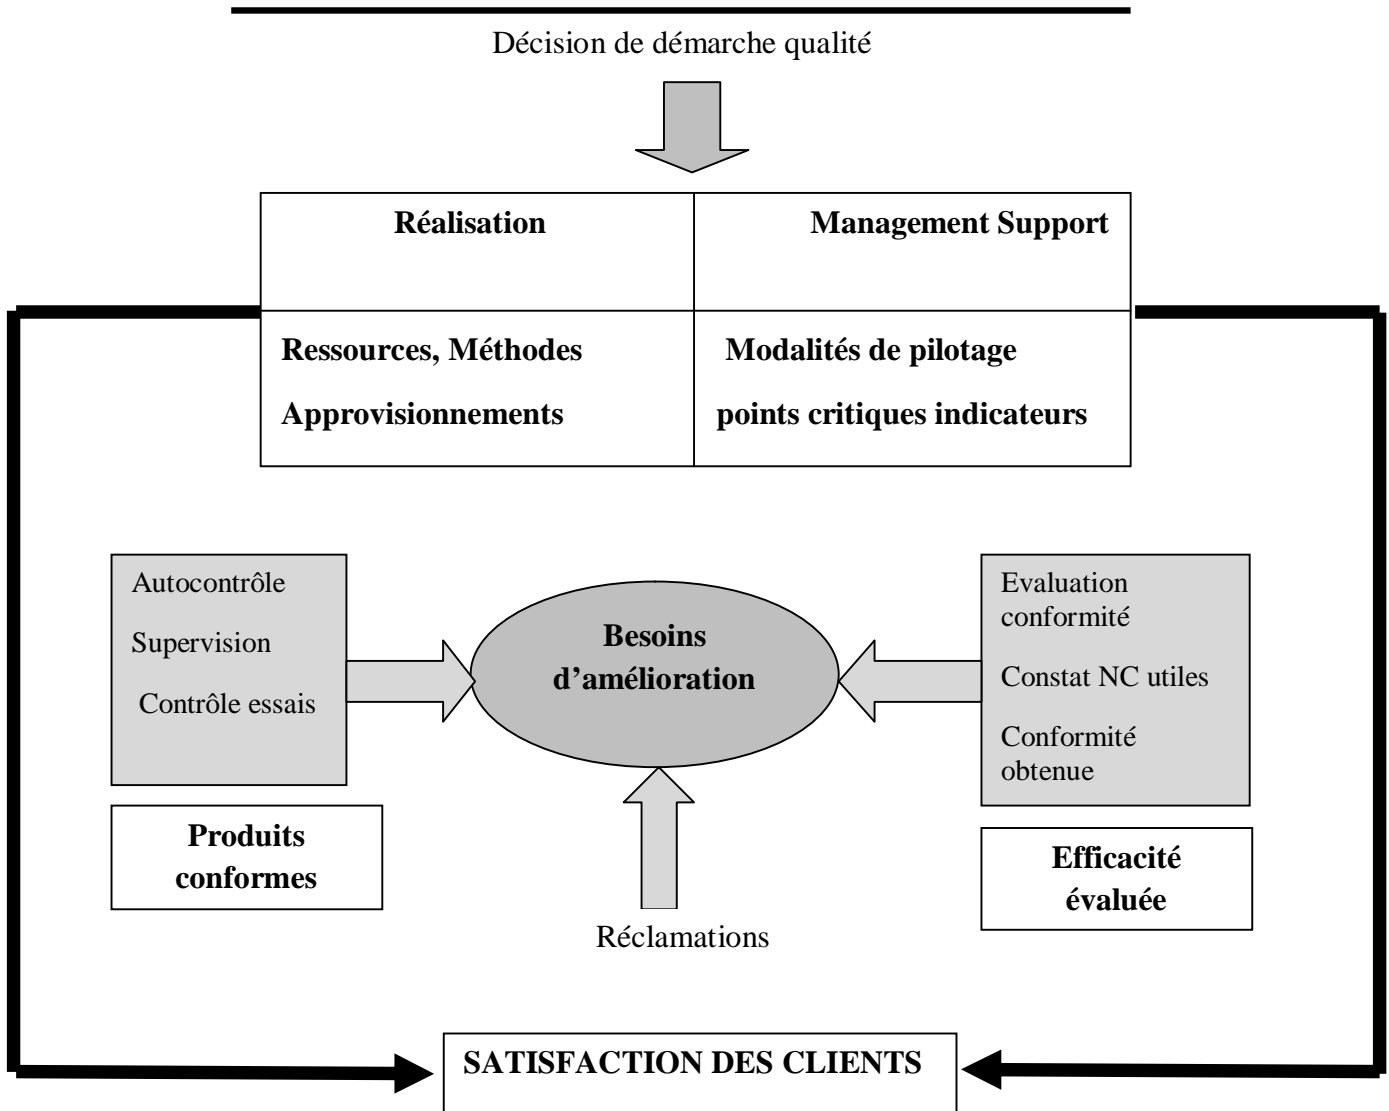 Décision de démarche qualité
Réalisation
Management Support
Ressources, Méthodes
Approvisionnements
Modalités de pilotage
points critiques indicateurs
Autocontrôle
Supervision
Contrôle essais
Besoins
d’amélioration
Evaluation
conformité
Constat NC utiles
Conformité
obtenue
Produits
conformes
Efficacité
évaluée
Réclamations
SATISFACTION DES CLIENTS